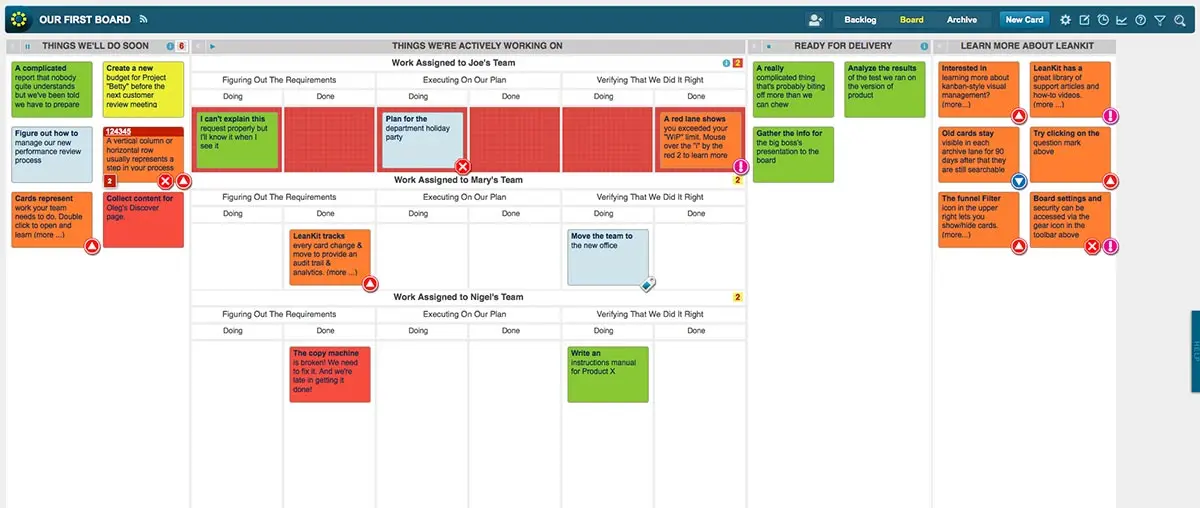 OUR FIRST BOARD
Backlog
Board
Archive
New Card
THINGS WE'LL DO SOON
6
A complicated
report that nobody
quite understands
but we've been told
we have to prepare
Create a new
budget for Project
"Betty" before the
next customer
review meeting
Figure out how to
manage our new
performance review
process
124345
A vertical column or
horizontal row
usually represents a
step in your process
2
Cards represent
work your team
needs to do. Double
click to open and
learn (more ...)
Collect content for
Oleg's Discover
page.
THINGS WE'RE ACTIVELY WORKING ON
Work Assigned to Joe's Team
2
Figuring Out The Requirements
Executing On Our Plan
Verifying That We Did It Right
Doing
Done
Doing
Done
Doing
Done
I can't explain this
request properly but
I'll know it when I
see it
Plan for the
department holiday
party
A red lane shows
you exceeded your
"WIP" limit. Mouse
over the "i" by the
red 2 to learn more
Work Assigned to Mary's Team
2
Figuring Out The Requirements
Executing On Our Plan
Verifying That We Did It Right
Doing
Done
Doing
Done
Doing
Done
LeanKit tracks
every card change &
move to provide an
audit trail &
analytics. (more ...)
Move the team to
the new office
Work Assigned to Nigel's Team
2
Figuring Out The Requirements
Executing On Our Plan
Verifying That We Did It Right
Doing
Done
Doing
Done
Doing
Done
The copy machine
is broken! We need
to fix it. And we're
late in getting it
done!
Write an
instructions manual
for Product X
READY FOR DELIVERY
A really
complicated thing
that's probably biting
off more than we
can chew
Analyze the results
of the test we ran on
the version of
product
Gather the info for
the big boss's
presentation to the
board
LEARN MORE ABOUT LEANKIT
Interested in
learning more about
kanban-style visual
management?
(more...)
LeanKit has a
great library of
support articles and
how-to videos.
(more ...)
Old cards stay
visible in each
archive lane for 90
days after that they
are still searchable
Try clicking on the
question mark
above
The funnel Filter
icon in the upper
right lets you
show/hide cards.
(more...)
Board settings and
security can be
accessed via the
gear icon in the
toolbar above
HELP